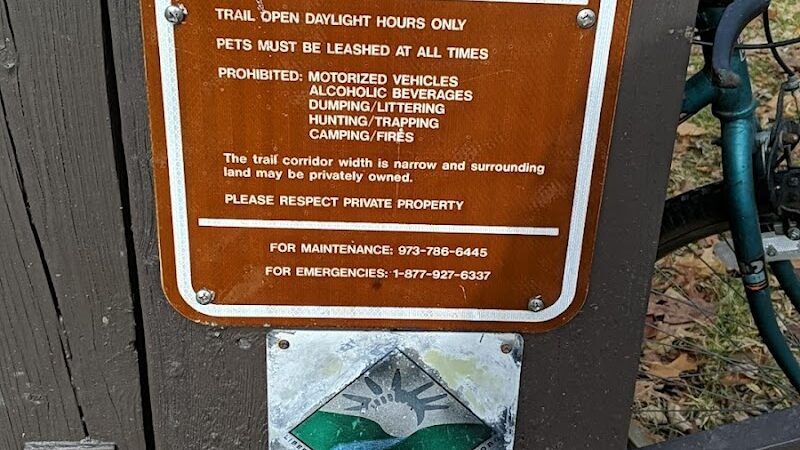 TRAIL OPEN DAYLIGHT HOURS ONLY
PETS MUST BE LEASHED AT ALL TIMES
PROHIBITED: MOTORIZED VEHICLES
ALCOHOLIC BEVERAGES
DUMPING/LITTERING
HUNTING/TRAPPING
CAMPING/FIRES
The trail corridor width is narrow and surrounding
land may be privately owned.
PLEASE RESPECT PRIVATE PROPERTY
FOR MAINTENANCE: 973-786-6445
FOR EMERGENCIES: 1-877-927-6337